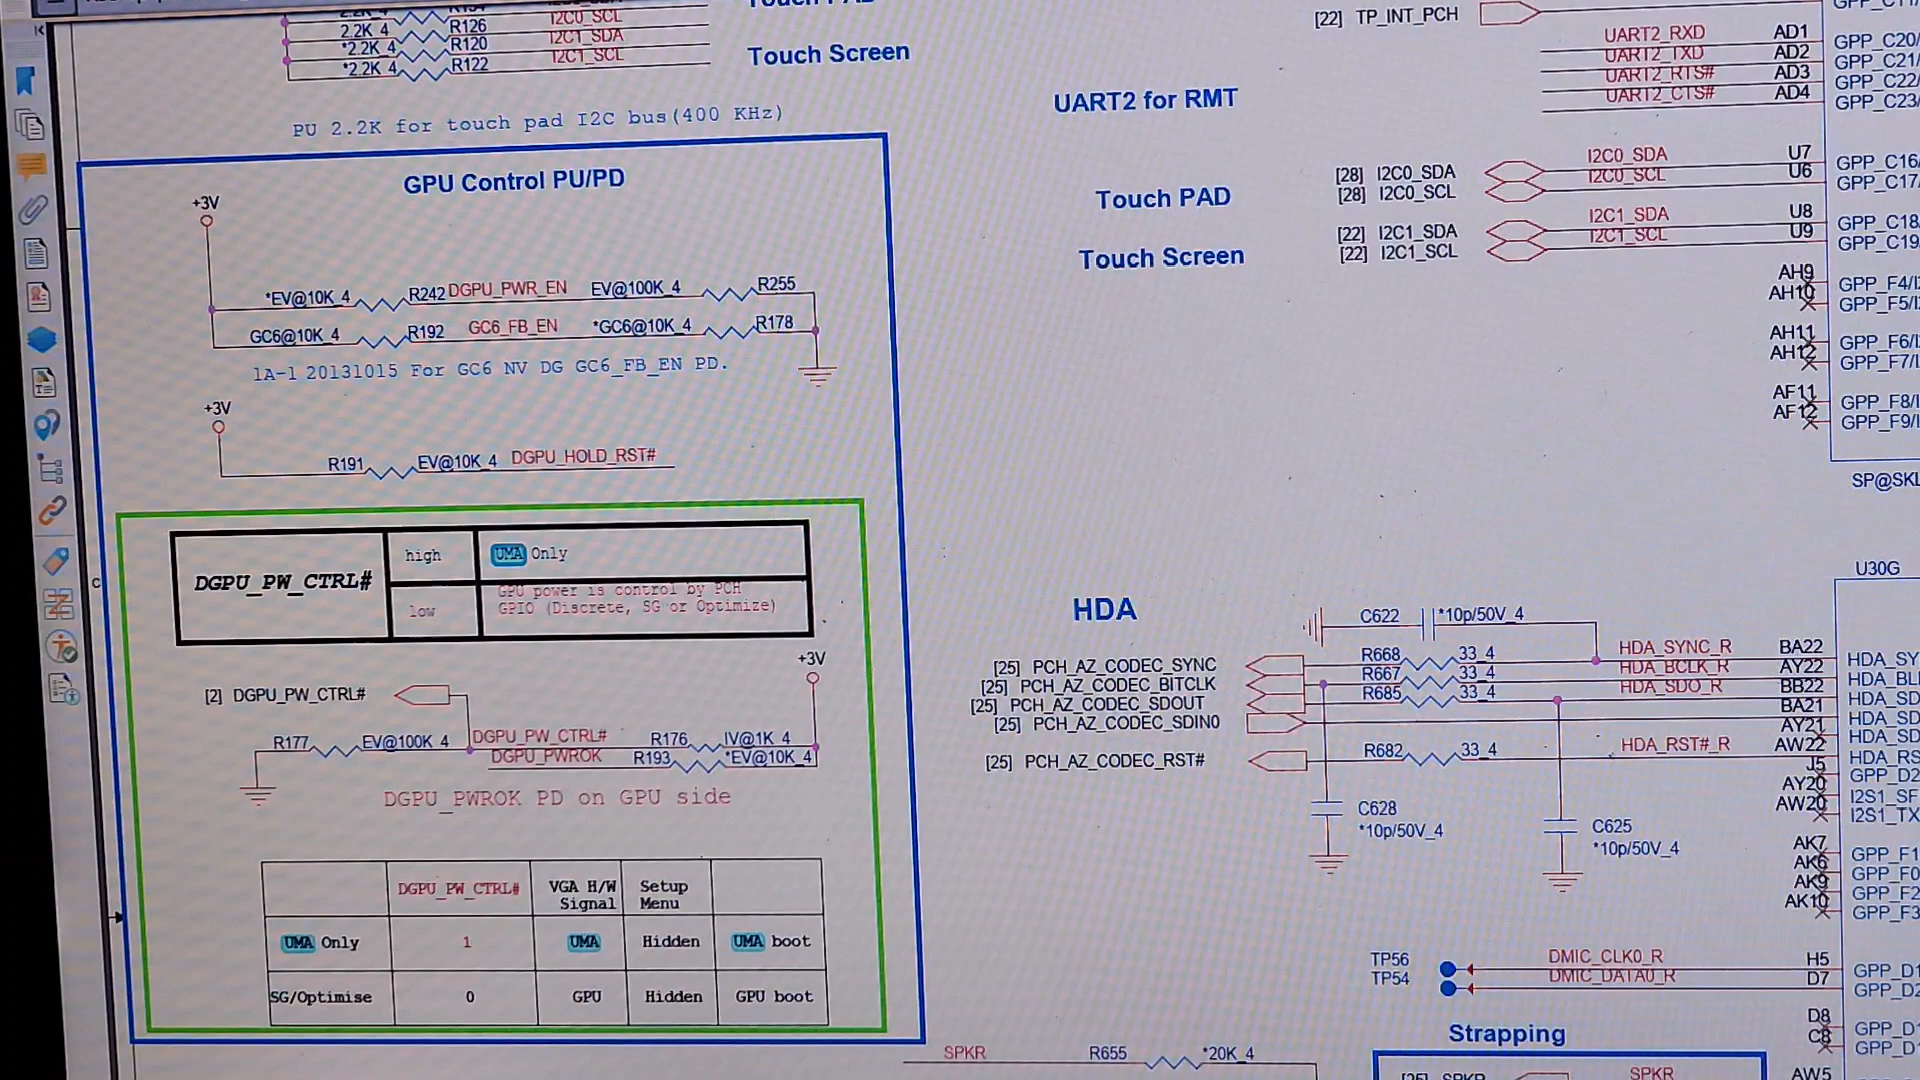 2.2K_4 R126 I2C0_SCL
*2.2K_4 R120 I2C1_SDA
*2.2K_4 R122 I2C1_SCL
Touch Screen
PU 2.2K for touch pad I2C bus(400 KHz)
GPU Control PU/PD
+3V
*EV@10K_4 R242 DGPU_PWR_EN EV@100K_4 R255
GC6@10K_4 R192 GC6_FB_EN *GC6@10K_4 R178
1A-1 20131015 For GC6 NV DG GC6_FB_EN PD.
+3V
R191 EV@10K_4 DGPU_HOLD_RST#
DGPU_PW_CTRL#
high UMA Only
low GPU power is control by PCH
GPIO (Discrete, SG or Optimize)
+3V
[2] DGPU_PW_CTRL#
R177 EV@100K_4 DGPU_PW_CTRL# R176 IV@1K_4
DGPU_PWROK R193 *EV@10K_4
DGPU_PWROK PD on GPU side
DGPU_PW_CTRL# VGA H/W Signal Setup Menu
UMA Only 1 UMA Hidden UMA boot
SG/Optimise 0 GPU Hidden GPU boot
C
[22] TP_INT_PCH
UART2 for RMT
UART2_RXD AD1 GPP_C20/
UART2_TXD AD2 GPP_C21/
UART2_RTS# AD3 GPP_C22/
UART2_CTS# AD4 GPP_C23/
Touch PAD
[28] I2C0_SDA I2C0_SDA U7 GPP_C16/
[28] I2C0_SCL I2C0_SCL U6 GPP_C17/
Touch Screen
[22] I2C1_SDA I2C1_SDA U8 GPP_C18/
[22] I2C1_SCL I2C1_SCL U9 GPP_C19/
AH9 GPP_F4/I
AH10 GPP_F5/I
AH11 GPP_F6/I
AH12 GPP_F7/I
AF11 GPP_F8/I
AF12 GPP_F9/I
SP@SKL
U30G
HDA
C622 *10p/50V_4
[25] PCH_AZ_CODEC_SYNC R668 33_4 HDA_SYNC_R BA22 HDA_SY
[25] PCH_AZ_CODEC_BITCLK R667 33_4 HDA_BCLK_R AY22 HDA_BL
[25] PCH_AZ_CODEC_SDOUT R685 33_4 HDA_SDO_R BB22 HDA_SD
[25] PCH_AZ_CODEC_SDIN0 BA21 HDA_SD
AY21 HDA_SD
[25] PCH_AZ_CODEC_RST# R682 33_4 HDA_RST#_R AW22 HDA_RS
J5 GPP_D2
AY20 I2S1_SF
AW20 I2S1_TX
C628
*10p/50V_4
C625
*10p/50V_4
AK7 GPP_F1
AK6 GPP_F0
AK9 GPP_F2
AK10 GPP_F3
TP56 DMIC_CLK0_R H5 GPP_D1
TP54 DMIC_DATA0_R D7 GPP_D2
D8 GPP_D1
C8 GPP_D1
Strapping
SPKR R655 *20K_4
[25] SPKR SPKR AW5